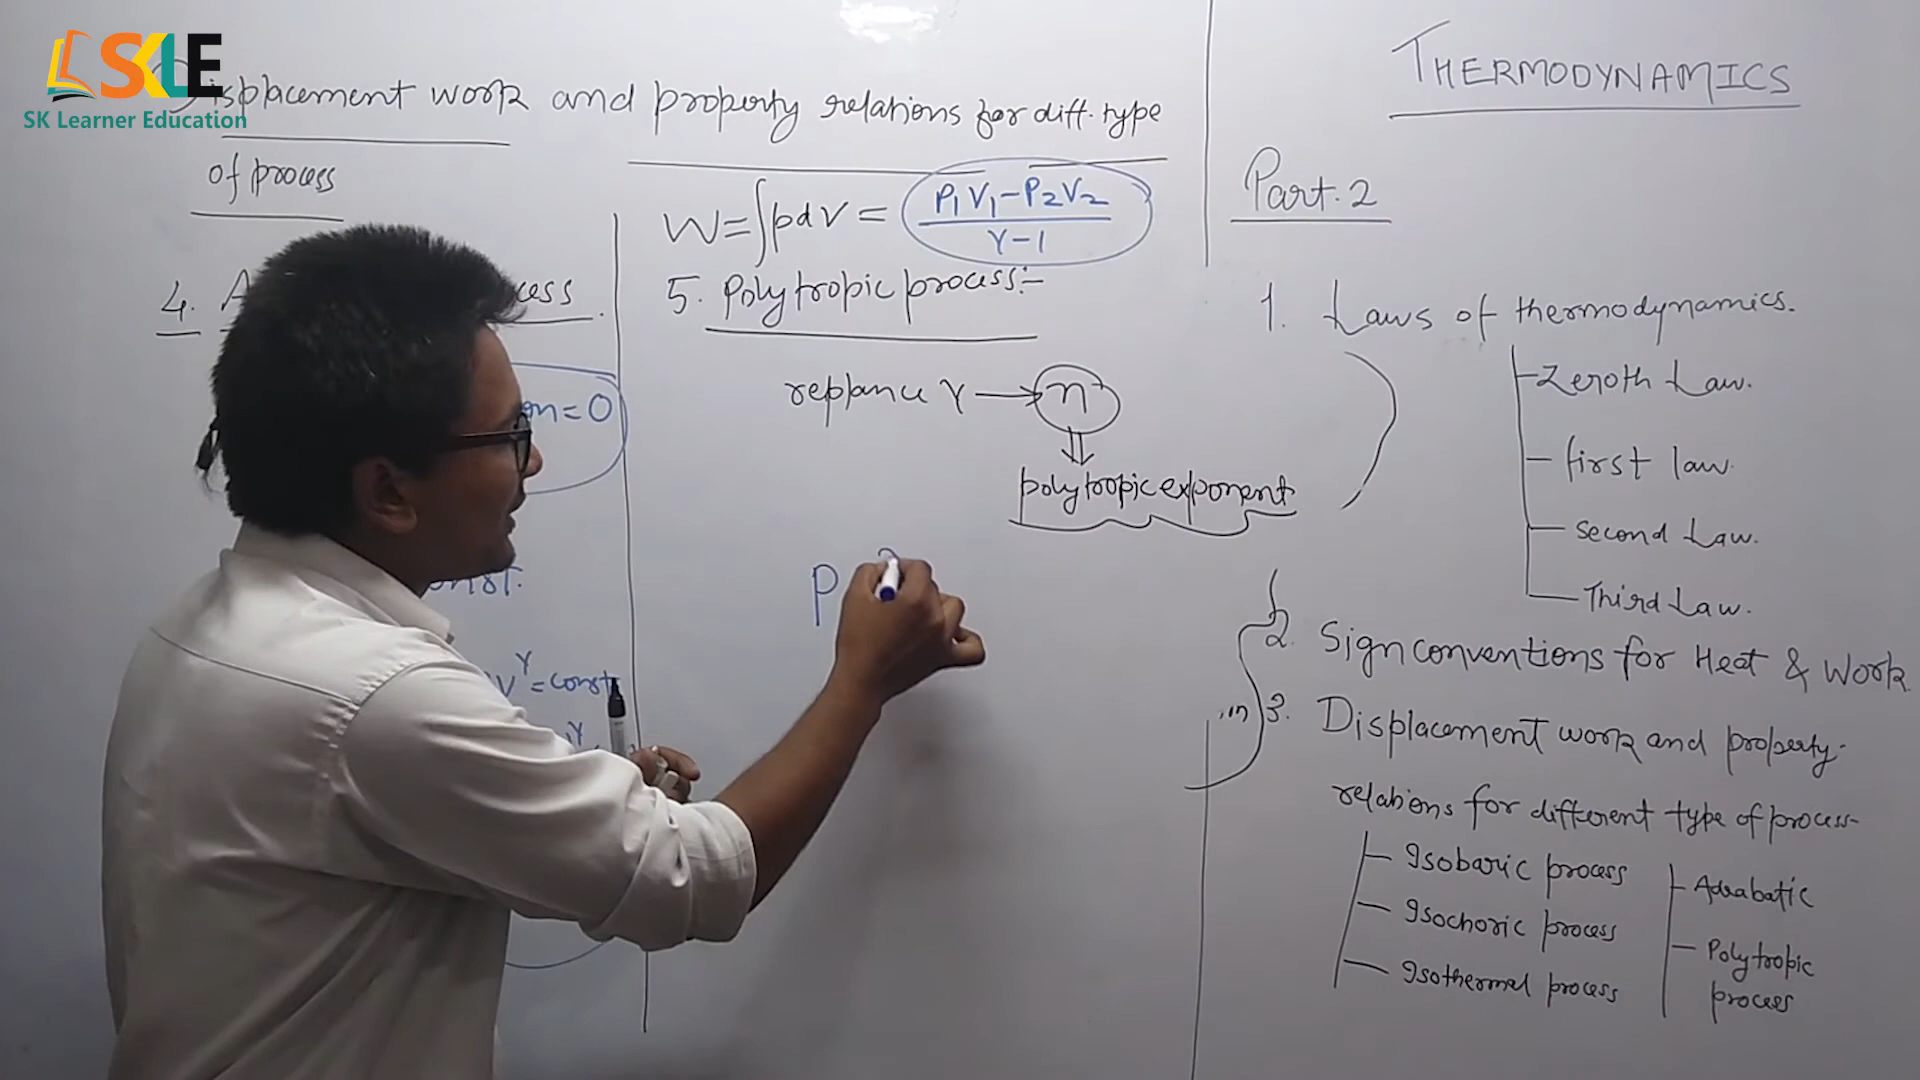 SKLE
SK Learner Education
Displacement work and property relations for diff. type
of process
W=∫pdV = P1V1-P2V2 / γ-1
4.
5. Polytropic process:-
replance γ → n
polytropic exponent
=0
const.
V^γ = const
P
THERMODYNAMICS
Part.2
1. Laws of thermodynamics.
Zeroth Law.
first law.
Second Law.
Third Law.
2. Sign conventions for Heat & Work
3. Displacement work and property
relations for different type of process-
Isobaric process
Isochoric process
Isothermal process
Adiabatic
Polytropic
process